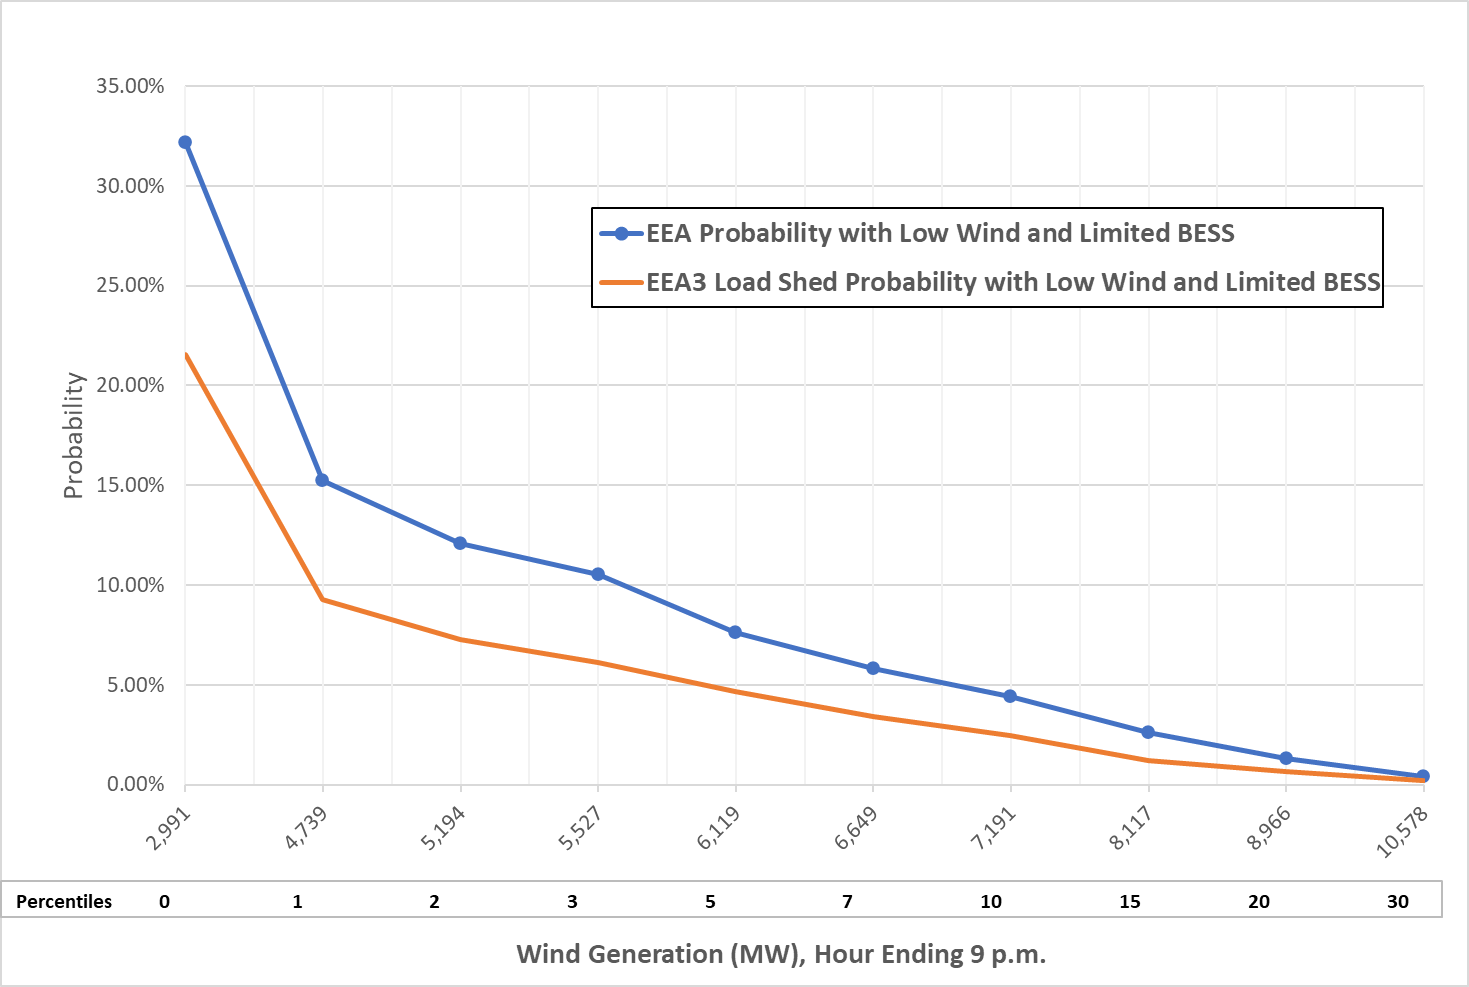 35.00%
30.00%
25.00%
20.00%
15.00%
10.00%
5.00%
0.00%
Probability
EEA Probability with Low Wind and Limited BESS
EEA3 Load Shed Probability with Low Wind and Limited BESS
2,991 4,739 5,194 5,527 6,119 6,649 7,191 8,117 8,966 10,578
Percentiles 0 1 2 3 5 7 10 15 20 30
Wind Generation (MW), Hour Ending 9 p.m.